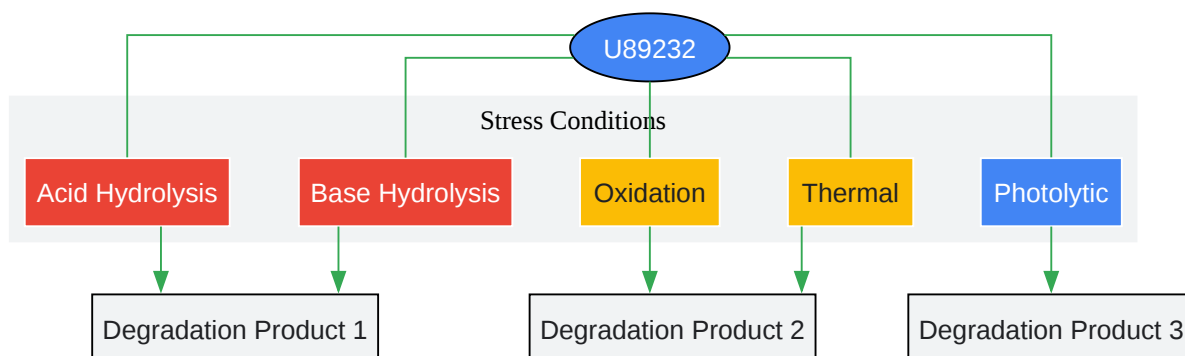 U89232
Stress Conditions
Acid Hydrolysis
Base Hydrolysis
Oxidation
Thermal
Photolytic
Degradation Product 1
Degradation Product 2
Degradation Product 3